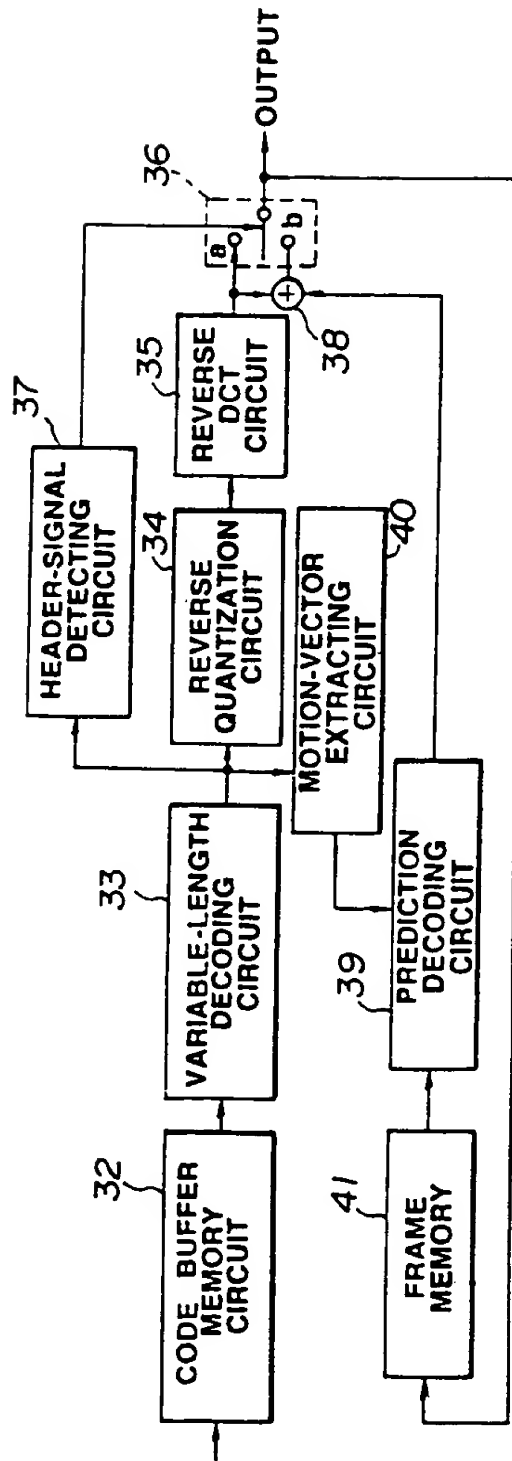 32
CODE BUFFER
MEMORY
CIRCUIT
33
VARIABLE-LENGTH
DECODING
CIRCUIT
37
HEADER-SIGNAL
DETECTING
CIRCUIT
34
REVERSE
QUANTIZATION
CIRCUIT
35
REVERSE
DCT
CIRCUIT
36
a
b
+
38
OUTPUT
40
MOTION-VECTOR
EXTRACTING
CIRCUIT
39
PREDICTION
DECODING
CIRCUIT
41
FRAME
MEMORY